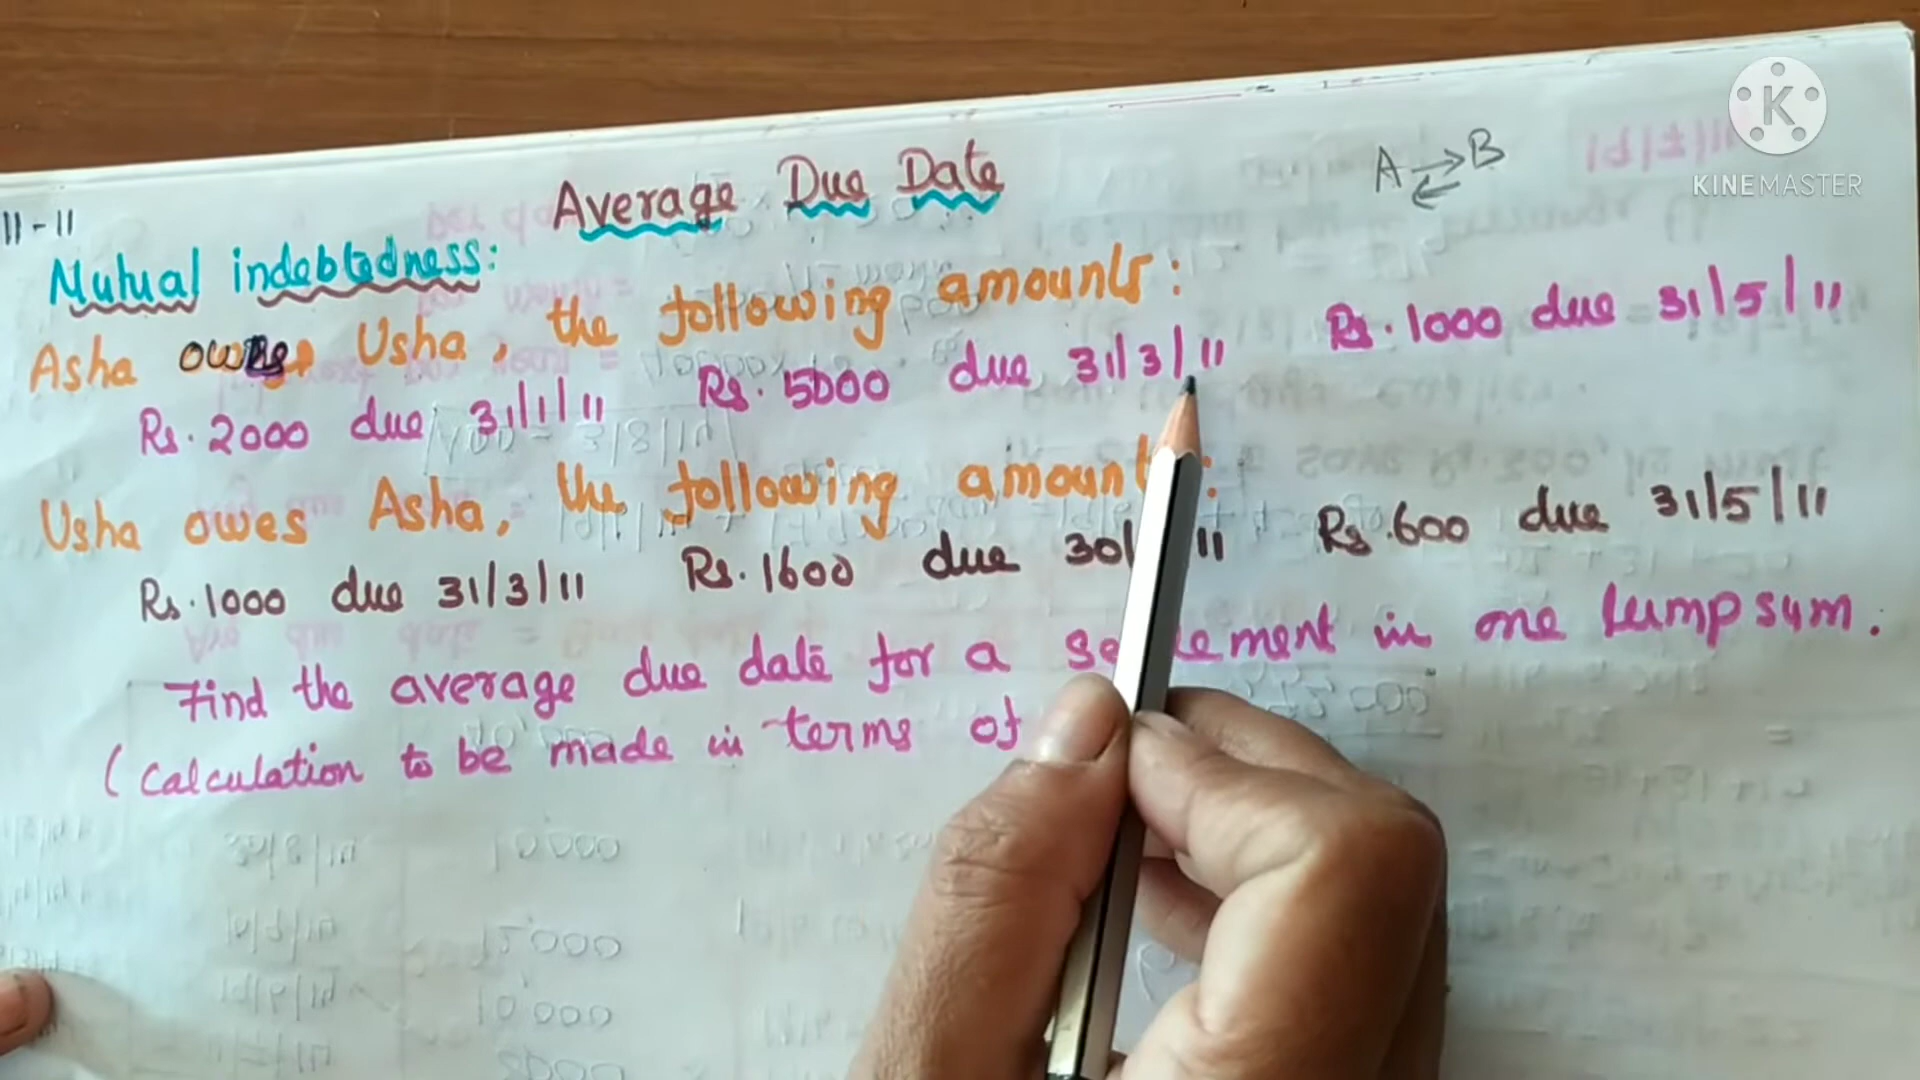 KINEMASTER
A → B
Average Due Date
11-11
Mutual indebtedness:
Asha owes Usha, the following amounts:
Rs. 2000 due 31/1/11 Rs. 5000 due 31/3/11 Rs. 1000 due 31/5/11
Usha owes Asha, the following amount :
Rs. 1000 due 31/3/11 Rs. 1600 due 30/ 11 Rs. 600 due 31/5/11
Find the average due date for a in one lumpsum.
(Calculation to be made in terms of